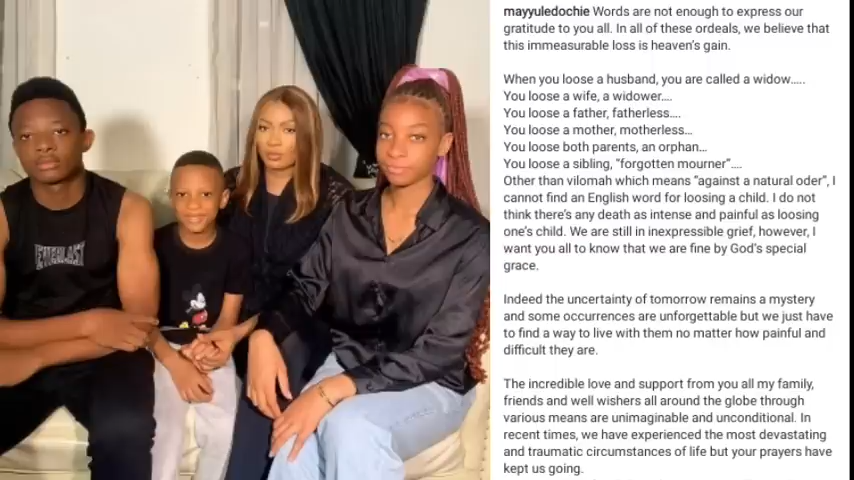 mayyuledochie Words are not enough to express our
gratitude to you all. In all of these ordeals, we believe that
this immeasurable loss is heaven's gain.
When you loose a husband, you are called a widow.....
You loose a wife, a widower....
You loose a father, fatherless....
You loose a mother, motherless...
You loose both parents, an orphan...
You loose a sibling, "forgotten mourner"....
Other than vilomah which means "against a natural oder", I
cannot find an English word for loosing a child. I do not
think there's any death as intense and painful as loosing
one's child. We are still in inexpressible grief, however, I
want you all to know that we are fine by God's special
grace.
Indeed the uncertainty of tomorrow remains a mystery
and some occurrences are unforgettable but we just have
to find a way to live with them no matter how painful and
difficult they are.
The incredible love and support from you all my family,
friends and well wishers all around the globe through
various means are unimaginable and unconditional. In
recent times, we have experienced the most devastating
and traumatic circumstances of life but your prayers have
kept us going.
EVERLAST